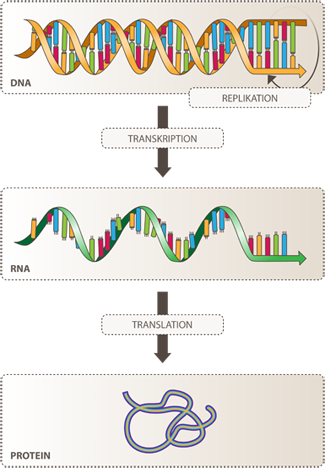 DNA
REPLIKATION
TRANSKRIPTION
RNA
TRANSLATION
PROTEIN